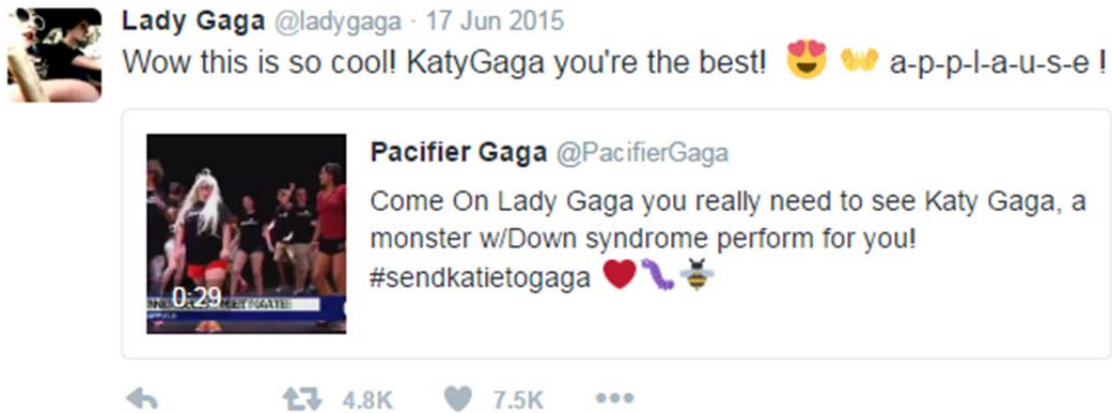 Lady Gaga @ladygaga · 17 Jun 2015
Wow this is so cool! KatyGaga you're the best! 😍 👐 a-p-p-l-a-u-s-e !
Pacifier Gaga @PacifierGaga
Come On Lady Gaga you really need to see Katy Gaga, a
monster w/Down syndrome perform for you!
#sendkatietogaga ❤️🐛🐝
0:29
4.8K 7.5K